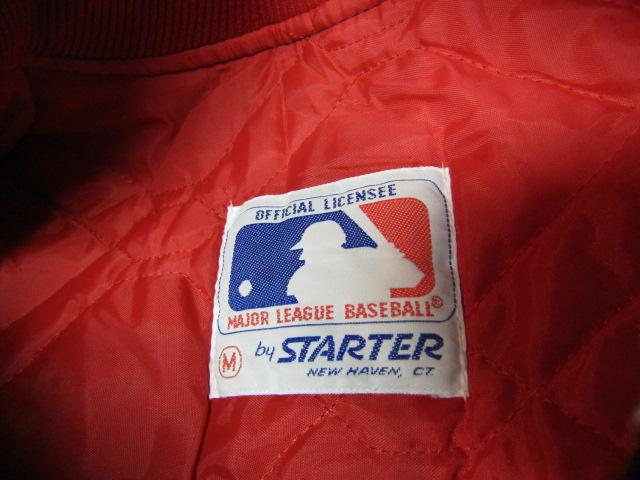 OFFICIAL LICENSEE
MAJOR LEAGUE BASEBALL®
M by STARTER
NEW HAVEN, CT.